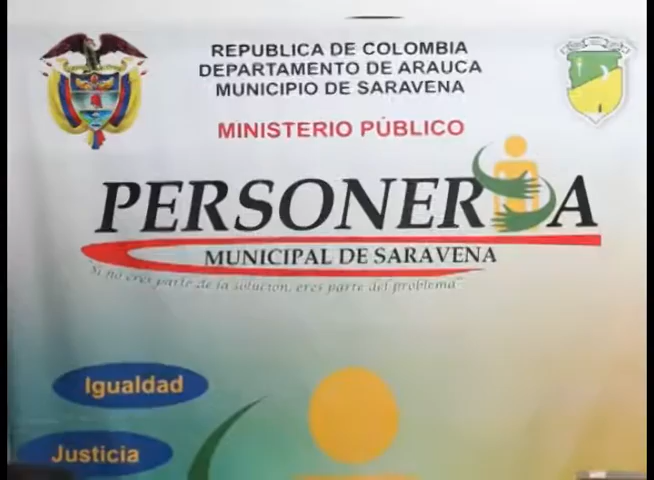 REPUBLICA DE COLOMBIA
DEPARTAMENTO DE ARAUCA
MUNICIPIO DE SARAVENA
MINISTERIO PÚBLICO
PERSONERIA
MUNICIPAL DE SARAVENA
"Si no eres parte de la solución, eres parte del problema"
Igualdad
Justicia